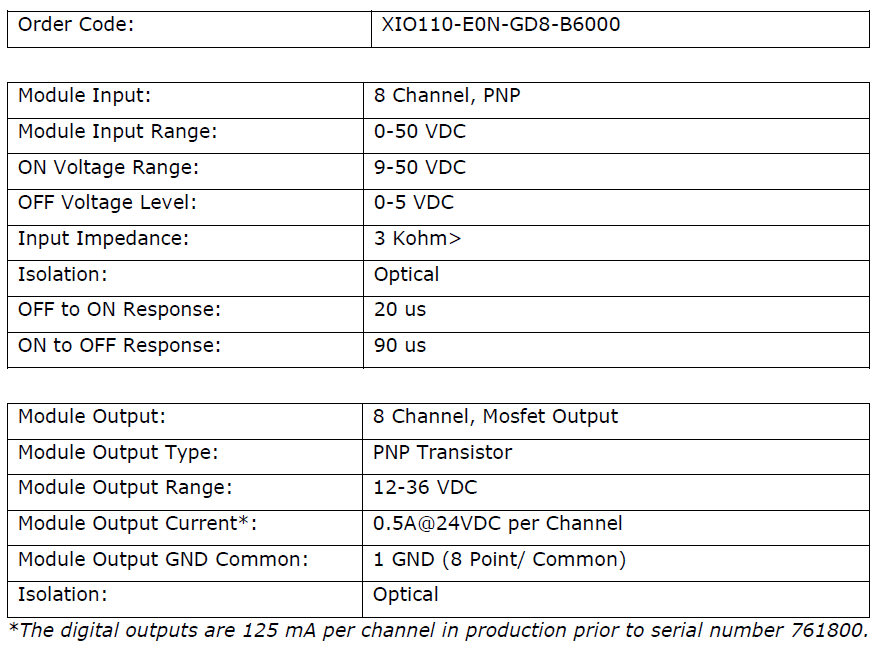 Order Code: XIO110-E0N-GD8-B6000
Module Input: 8 Channel, PNP
Module Input Range: 0-50 VDC
ON Voltage Range: 9-50 VDC
OFF Voltage Level: 0-5 VDC
Input Impedance: 3 Kohm>
Isolation: Optical
OFF to ON Response: 20 us
ON to OFF Response: 90 us
Module Output: 8 Channel, Mosfet Output
Module Output Type: PNP Transistor
Module Output Range: 12-36 VDC
Module Output Current*: 0.5A@24VDC per Channel
Module Output GND Common: 1 GND (8 Point/ Common)
Isolation: Optical
*The digital outputs are 125 mA per channel in production prior to serial number 761800.